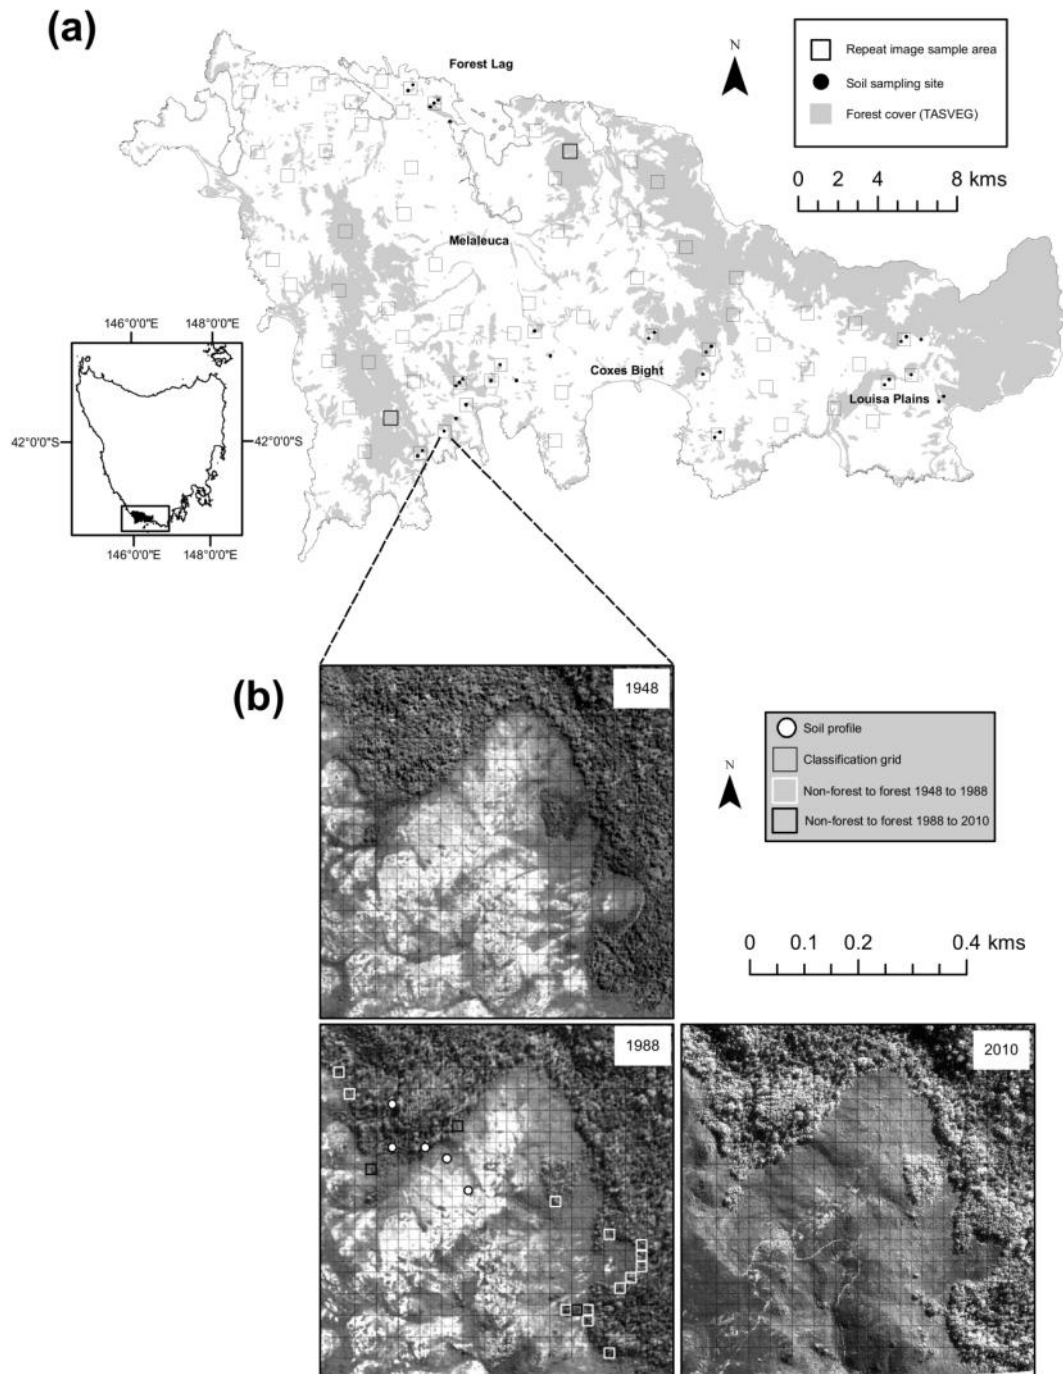 (a)
Forest Lag
N
Repeat image sample area
Soil sampling site
Forest cover (TASVEG)
0 2 4 8 kms
Melaleuca
146°0'0"E 148°0'0"E
Coxes Bight
Louisa Plains
42°0'0"S 42°0'0"S
146°0'0"E 148°0'0"E
(b)
1948
N
Soil profile
Classification grid
Non-forest to forest 1948 to 1988
Non-forest to forest 1988 to 2010
0 0.1 0.2 0.4 kms
1988
2010